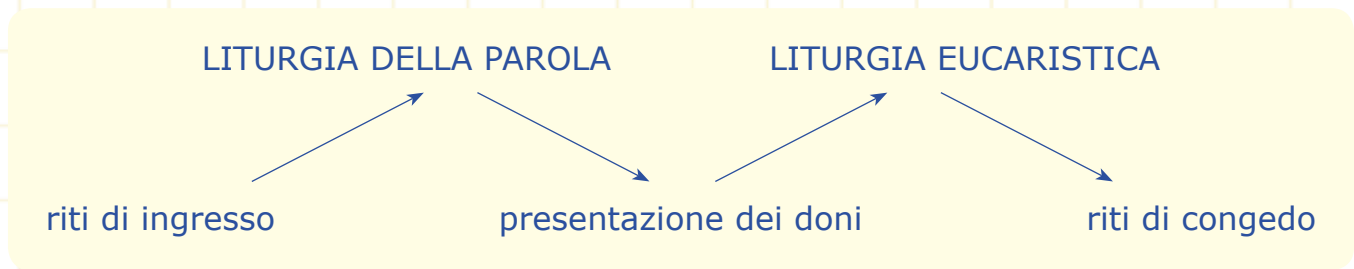 LITURGIA DELLA PAROLA LITURGIA EUCARISTICA
riti di ingresso presentazione dei doni riti di congedo